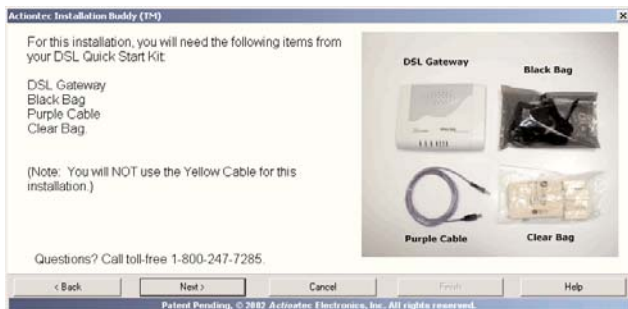 Actiontec Installation Buddy (TM)
For this installation, you will need the following items from
your DSL Quick Start Kit:
DSL Gateway
Black Bag
Purple Cable
Clear Bag.
(Note: You will NOT use the Yellow Cable for this
installation.)
Questions? Call toll-free 1-800-247-7285.
DSL Gateway
Black Bag
Purple Cable
Clear Bag
< Back
Next >
Cancel
Finish
Help
Patent Pending, © 2002 Actiontec Electronics, Inc. All rights reserved.